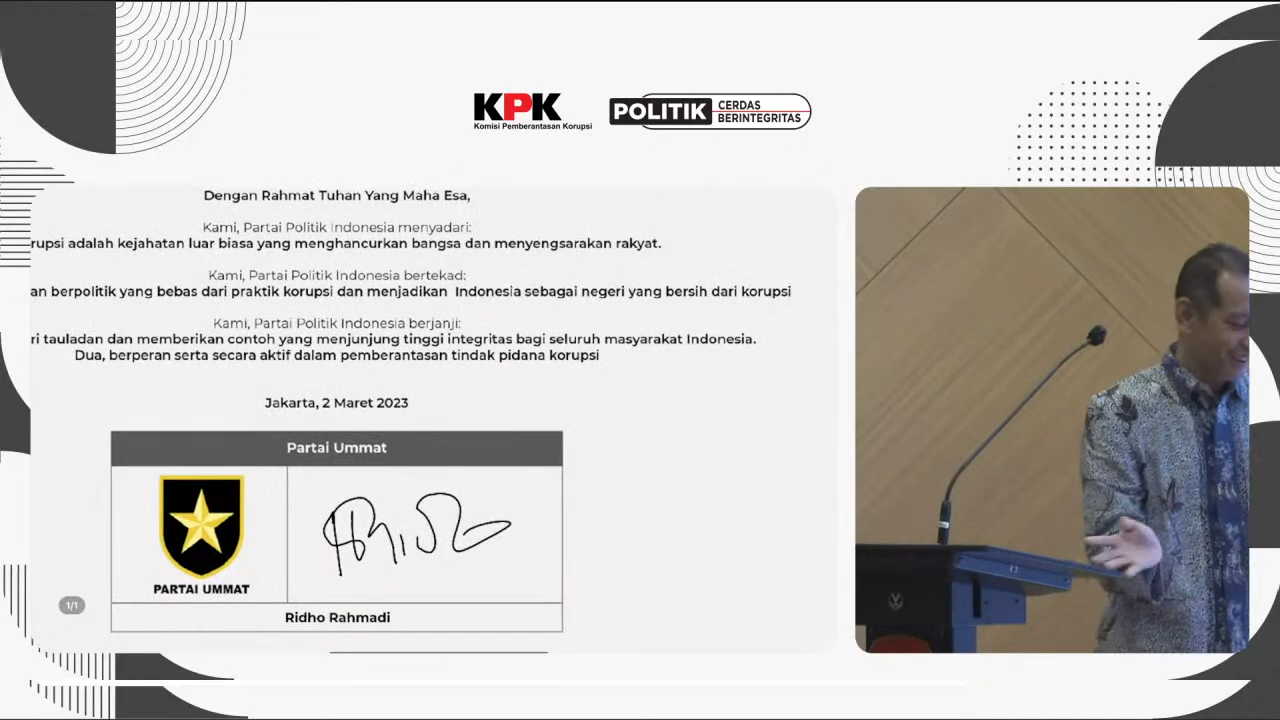 KPK
Komisi Pemberantasan Korupsi
POLITIK CERDAS
BERINTEGRITAS
Dengan Rahmat Tuhan Yang Maha Esa,
Kami, Partai Politik Indonesia menyadari:
rupsi adalah kejahatan luar biasa yang menghancurkan bangsa dan menyengsarakan rakyat.
Kami, Partai Politik Indonesia bertekad:
an berpolitik yang bebas dari praktik korupsi dan menjadikan Indonesia sebagai negeri yang bersih dari korupsi
Kami, Partai Politik Indonesia berjanji:
ri tauladan dan memberikan contoh yang menjunjung tinggi integritas bagi seluruh masyarakat Indonesia.
Dua, berperan serta secara aktif dalam pemberantasan tindak pidana korupsi
Jakarta, 2 Maret 2023
Partai Ummat
PARTAI UMMAT
1/1
Ridho Rahmadi